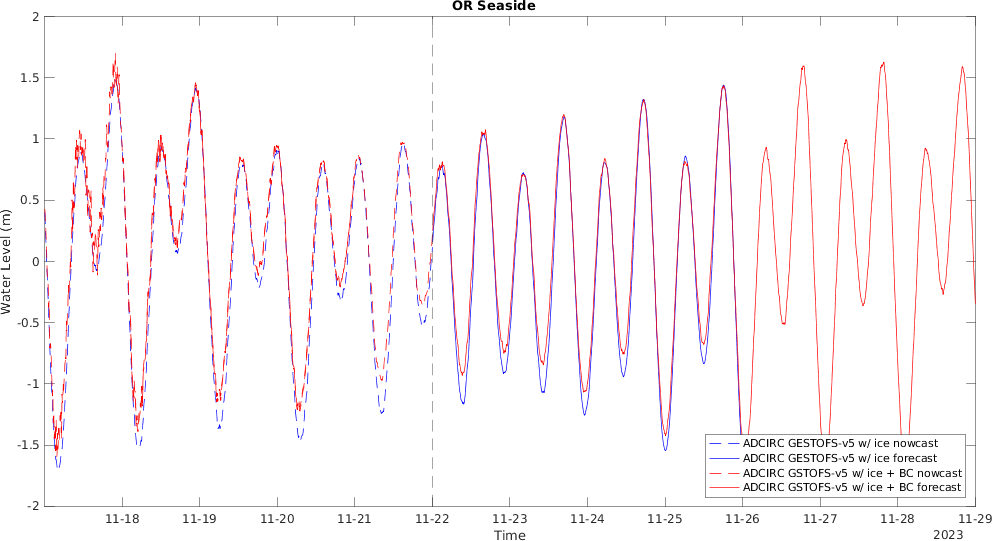 OR Seaside
2
1.5
1
0.5
0
-0.5
-1
-1.5
-2
Water Level (m)
ADCIRC GESTOFS-v5 w/ ice nowcast
ADCIRC GESTOFS-v5 w/ ice forecast
ADCIRC GSTOFS-v5 w/ ice + BC nowcast
ADCIRC GSTOFS-v5 w/ ice + BC forecast
11-18 11-19 11-20 11-21 11-22 11-23 11-24 11-25 11-26 11-27 11-28 11-29
Time
2023